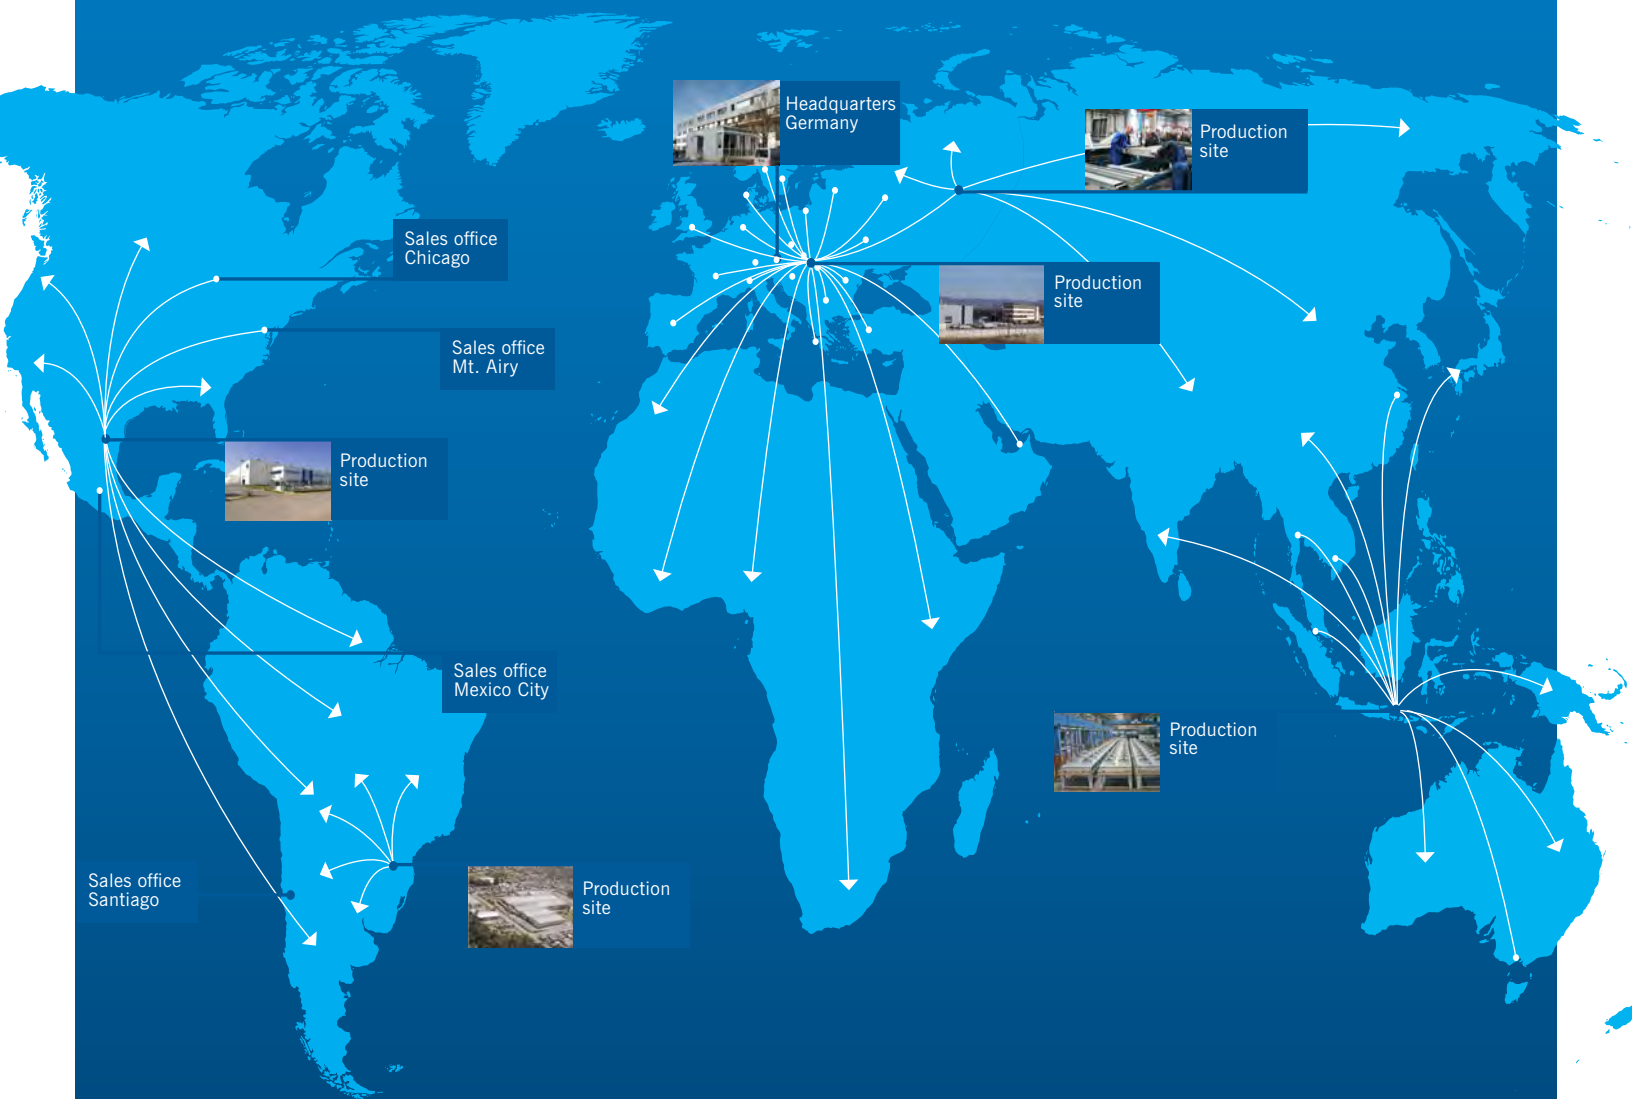 Headquarters
Germany
Production
site
Sales office
Chicago
Production
site
Sales office
Mt. Airy
Production
site
Sales office
Mexico City
Production
site
Sales office
Santiago
Production
site